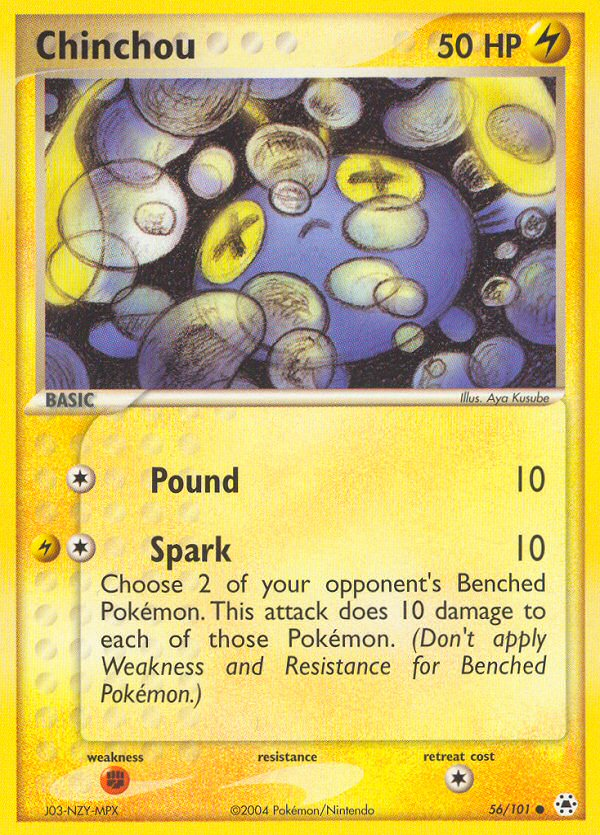 Chinchou 50 HP
BASIC Illus. Aya Kusube
Pound 10
Spark 10
Choose 2 of your opponent's Benched
Pokémon. This attack does 10 damage to
each of those Pokémon. (Don't apply
Weakness and Resistance for Benched
Pokémon.)
weakness resistance retreat cost
J03-NZY-MPX ©2004 Pokémon/Nintendo 56/101